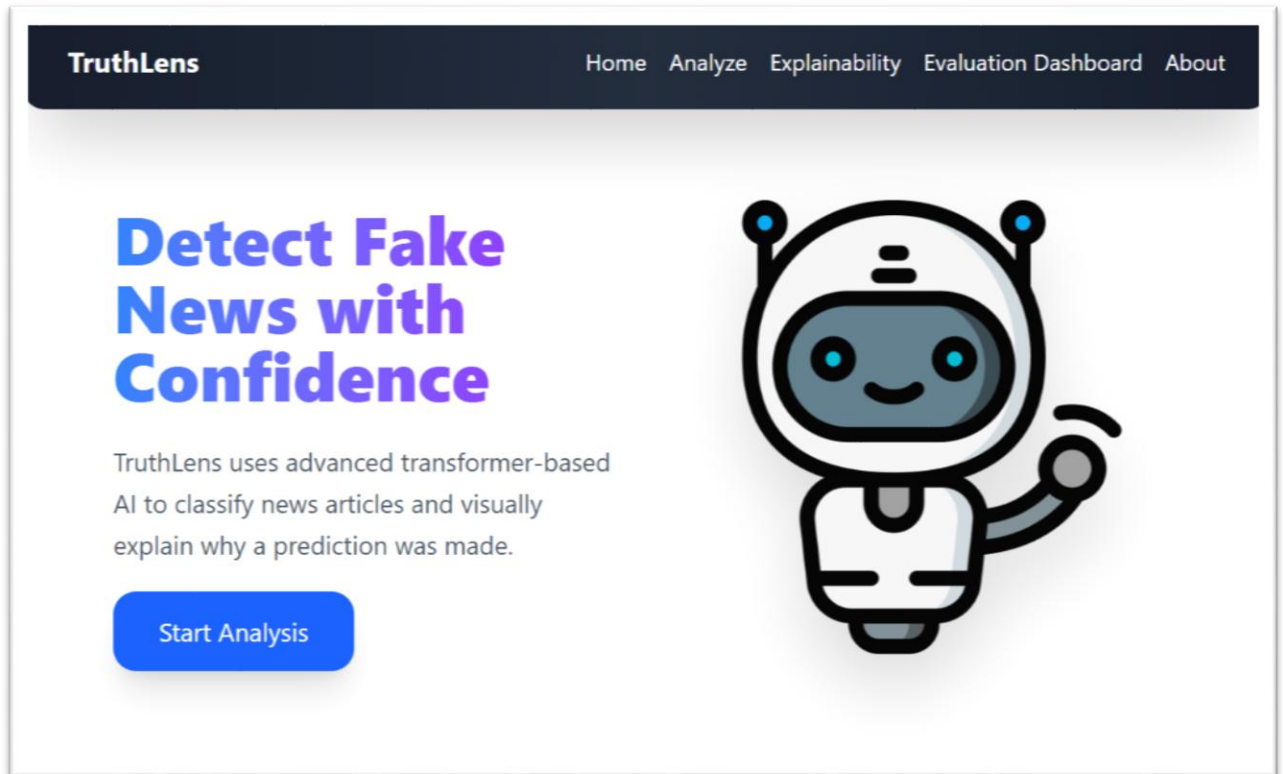 TruthLens
Home Analyze Explainability Evaluation Dashboard About
Detect Fake
News with
Confidence
TruthLens uses advanced transformer-based
AI to classify news articles and visually
explain why a prediction was made.
Start Analysis